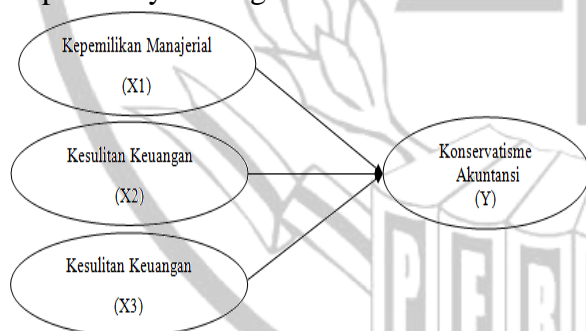 Kepemilikan Manajerial
(X1)
Kesulitan Keuangan
(X2)
Kesulitan Keuangan
(X3)
Konservatisme
Akuntansi
(Y)
P E R